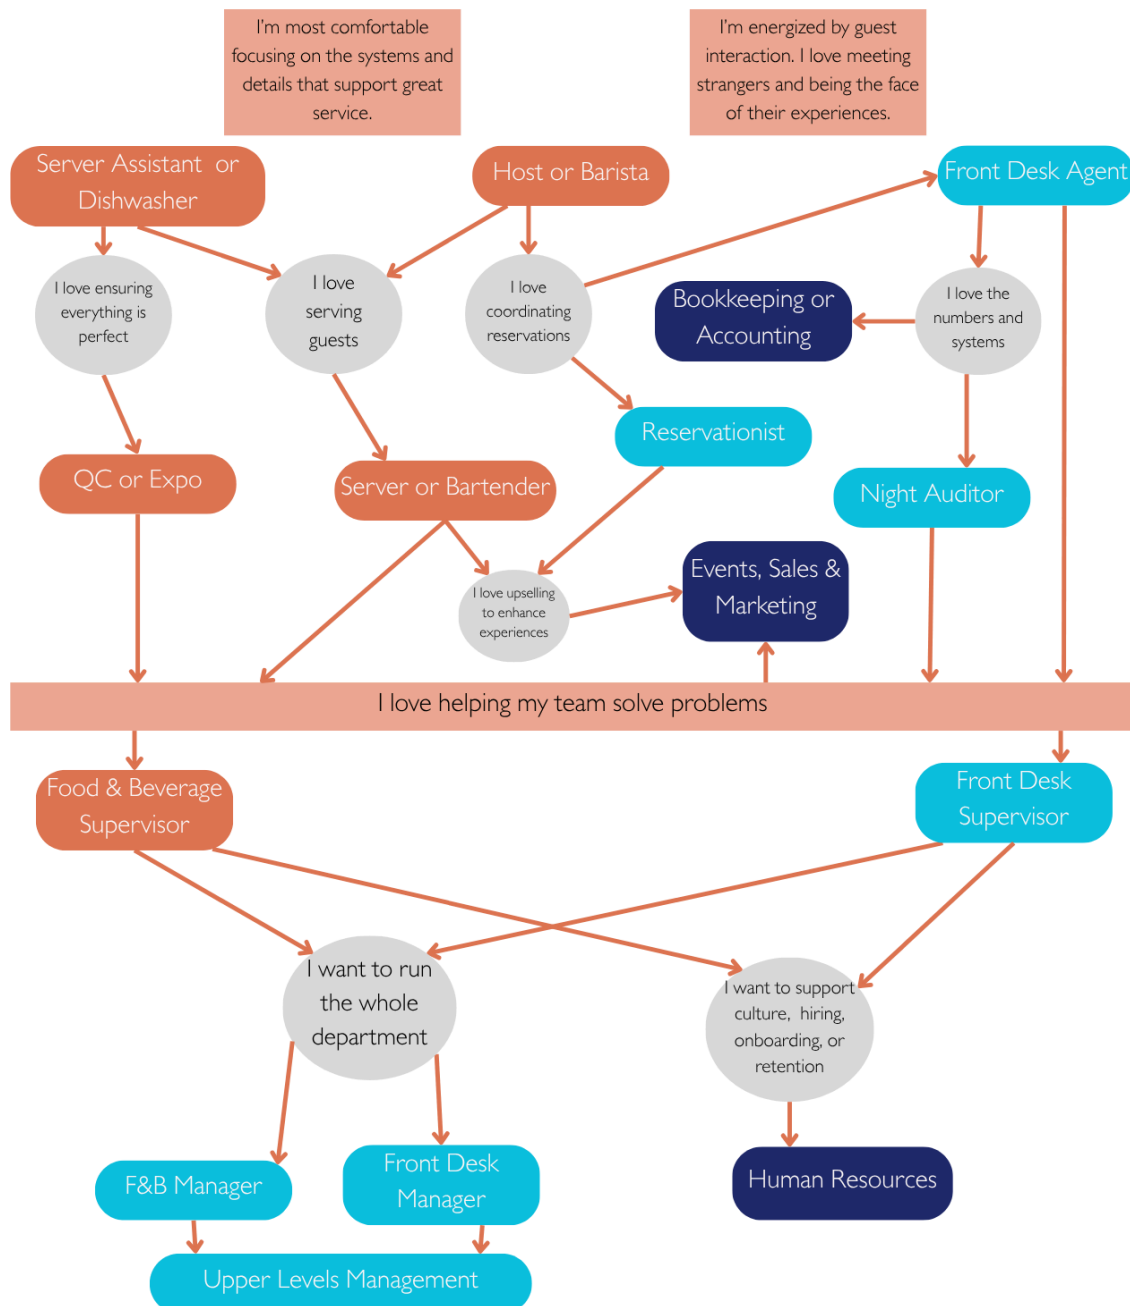 I'm most comfortable
focusing on the systems and
details that support great
service.
I'm energized by guest
interaction. I love meeting
strangers and being the face
of their experiences.
Server Assistant or
Dishwasher
Host or Barista
Front Desk Agent
I love ensuring
everything is
perfect
I love
serving
guests
I love
coordinating
reservations
Bookkeeping or
Accounting
I love the
numbers and
systems
Reservationist
QC or Expo
Server or Bartender
Night Auditor
I love upselling
to enhance
experiences
Events, Sales &
Marketing
I love helping my team solve problems
Food & Beverage
Supervisor
Front Desk
Supervisor
I want to run
the whole
department
I want to support
culture, hiring,
onboarding, or
retention
F&B Manager
Front Desk
Manager
Human Resources
Upper Levels Management